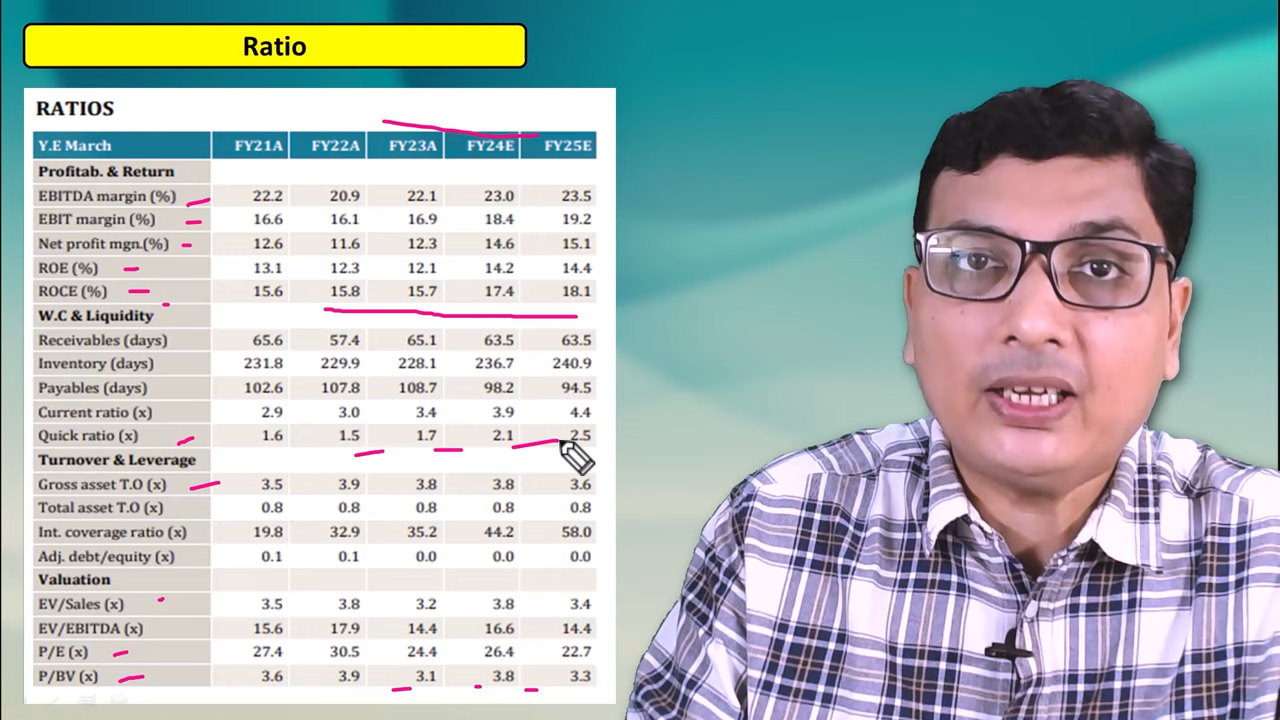 Ratio
RATIOS
Y.E March FY21A FY22A FY23A FY24E FY25E
Profitab. & Return
EBITDA margin (%) 22.2 20.9 22.1 23.0 23.5
EBIT margin (%) 16.6 16.1 16.9 18.4 19.2
Net profit mgn.(%) 12.6 11.6 12.3 14.6 15.1
ROE (%) 13.1 12.3 12.1 14.2 14.4
ROCE (%) 15.6 15.8 15.7 17.4 18.1
W.C & Liquidity
Receivables (days) 65.6 57.4 65.1 63.5 63.5
Inventory (days) 231.8 229.9 228.1 236.7 240.9
Payables (days) 102.6 107.8 108.7 98.2 94.5
Current ratio (x) 2.9 3.0 3.4 3.9 4.4
Quick ratio (x) 1.6 1.5 1.7 2.1 2.5
Turnover & Leverage
Gross asset T.O (x) 3.5 3.9 3.8 3.8 3.6
Total asset T.O (x) 0.8 0.8 0.8 0.8 0.8
Int. coverage ratio (x) 19.8 32.9 35.2 44.2 58.0
Adj. debt/equity (x) 0.1 0.1 0.0 0.0 0.0
Valuation
EV/Sales (x) 3.5 3.8 3.2 3.8 3.4
EV/EBITDA (x) 15.6 17.9 14.4 16.6 14.4
P/E (x) 27.4 30.5 24.4 26.4 22.7
P/BV (x) 3.6 3.9 3.1 3.8 3.3